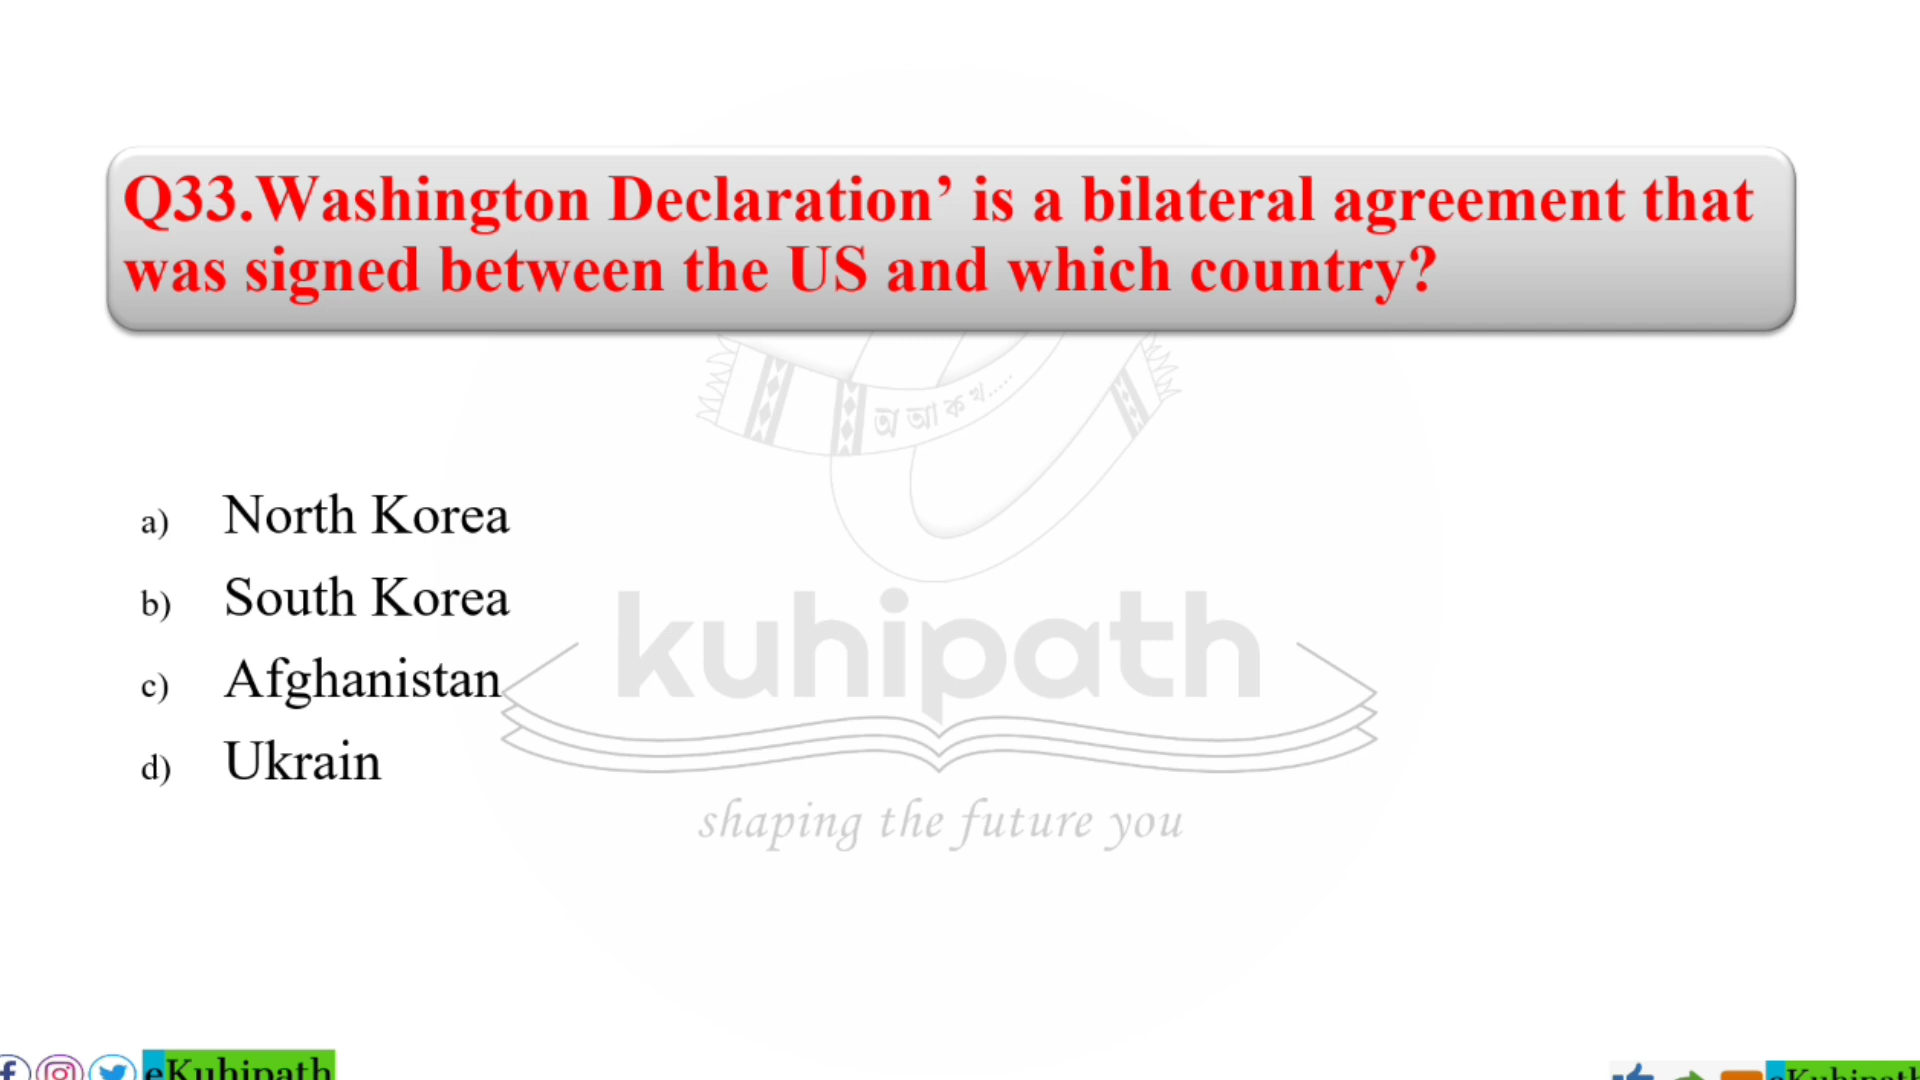 Q33.Washington Declaration’ is a bilateral agreement that
was signed between the US and which country?
অ আ ক খ.....
a) North Korea
b) South Korea
c) Afghanistan
d) Ukrain
kuhipath
shaping the future you
eKuhipath
eKuhipath